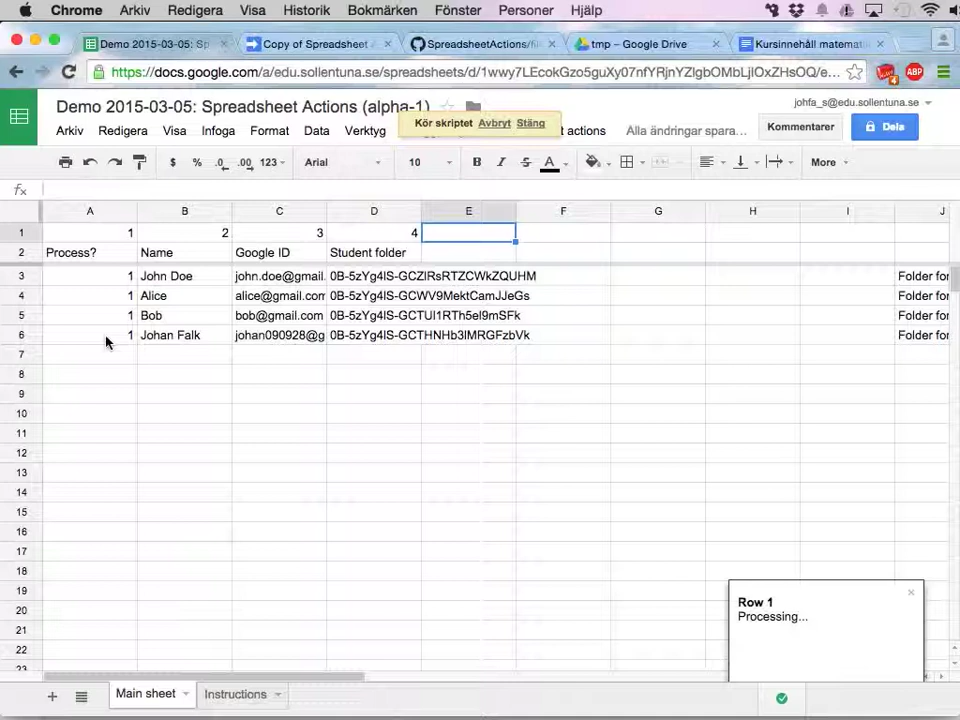 Chrome Arkiv Redigera Visa Historik Bokmärken Fönster Personer Hjälp
Demo 2015-03-05: Sp Copy of Spreadsheet SpreadsheetActions/fil tmp – Google Drive Kursinnehåll matemat
https://docs.google.com/a/edu.sollentuna.se/spreadsheets/d/1wwy7LEcokGzo5guXy07nfYRjnYZlgbOMbLjlOxZHsOQ/e...
Demo 2015-03-05: Spreadsheet Actions (alpha-1)
johfa_s@edu.sollentuna.se
Kör skriptet Avbryt Stäng
Arkiv Redigera Visa Infoga Format Data Verktyg t actions Alla ändringar spara...
Kommentarer Dela
$ % .0 .00 123 Arial 10 B I A More
fx
A B C D E F G H I J
1 1 2 3 4
2 Process? Name Google ID Student folder
3 1 John Doe john.doe@gmail. 0B-5zYg4lS-GCZlRsRTZCWkZQUHM Folder for
4 1 Alice alice@gmail.com 0B-5zYg4lS-GCWV9MektCamJJeGs Folder for
5 1 Bob bob@gmail.com 0B-5zYg4lS-GCTUl1RTh5el9mSFk Folder for
6 1 Johan Falk johan090928@g 0B-5zYg4lS-GCTHNHb3lMRGFzbVk Folder for
7
8
9
10
11
12
13
14
15
16
17
18
19
20
21
22
23
Row 1
Processing...
Main sheet Instructions